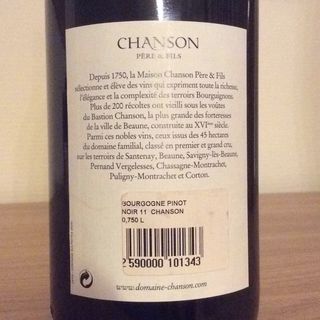 CHANSON
PÈRE & FILS
Depuis 1750, la Maison Chanson Père & Fils
sélectionne et élève des vins qui expriment toute la richesse,
l'élégance et la complexité des terroirs Bourguignons.
Plus de 200 récoltes ont vieilli sous les voûtes
du Bastion Chanson, la plus grande des forteresses
de la ville de Beaune, construite au XVIème siècle.
Parmi ces nobles vins, ceux issus des 45 hectares
du domaine familial, classé en premier et grand cru,
sur les terroirs de Santenay, Beaune, Savigny-lès-Beaune,
Pernand Vergelesses, Chassagne-Montrachet,
Puligny-Montrachet et Corton.
BOURGOGNE PINOT
NOIR 11 CHANSON
0,750 L
2 590000 101343
www.domaine-chanson.com